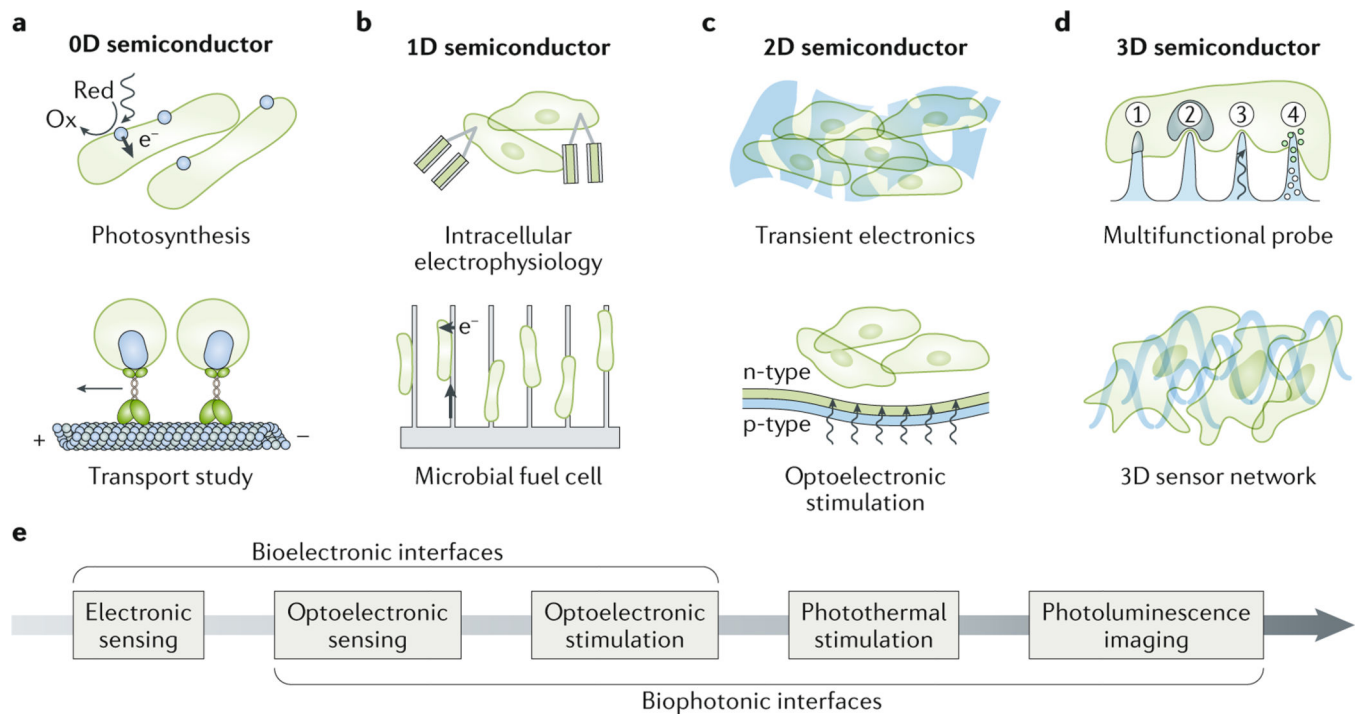 a
0D semiconductor
Red
Ox
e⁻
Photosynthesis
+
−
Transport study
b
1D semiconductor
Intracellular
electrophysiology
e⁻
Microbial fuel cell
c
2D semiconductor
Transient electronics
n-type
p-type
Optoelectronic
stimulation
d
3D semiconductor
1 2 3 4
Multifunctional probe
3D sensor network
e
Bioelectronic interfaces
Electronic
sensing
Optoelectronic
sensing
Optoelectronic
stimulation
Photothermal
stimulation
Photoluminescence
imaging
Biophotonic interfaces